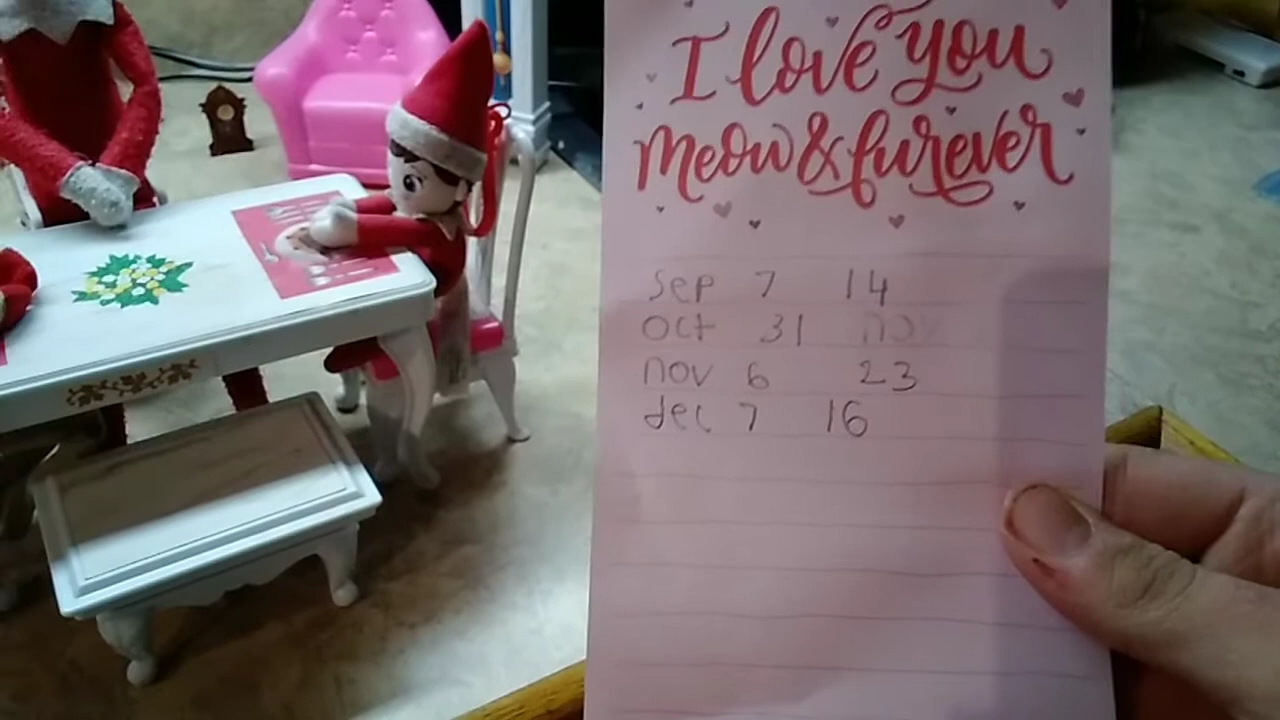 I love you
Meow & furever
Sep 7 14
Oct 31 nov
nov 6 23
dec 7 16